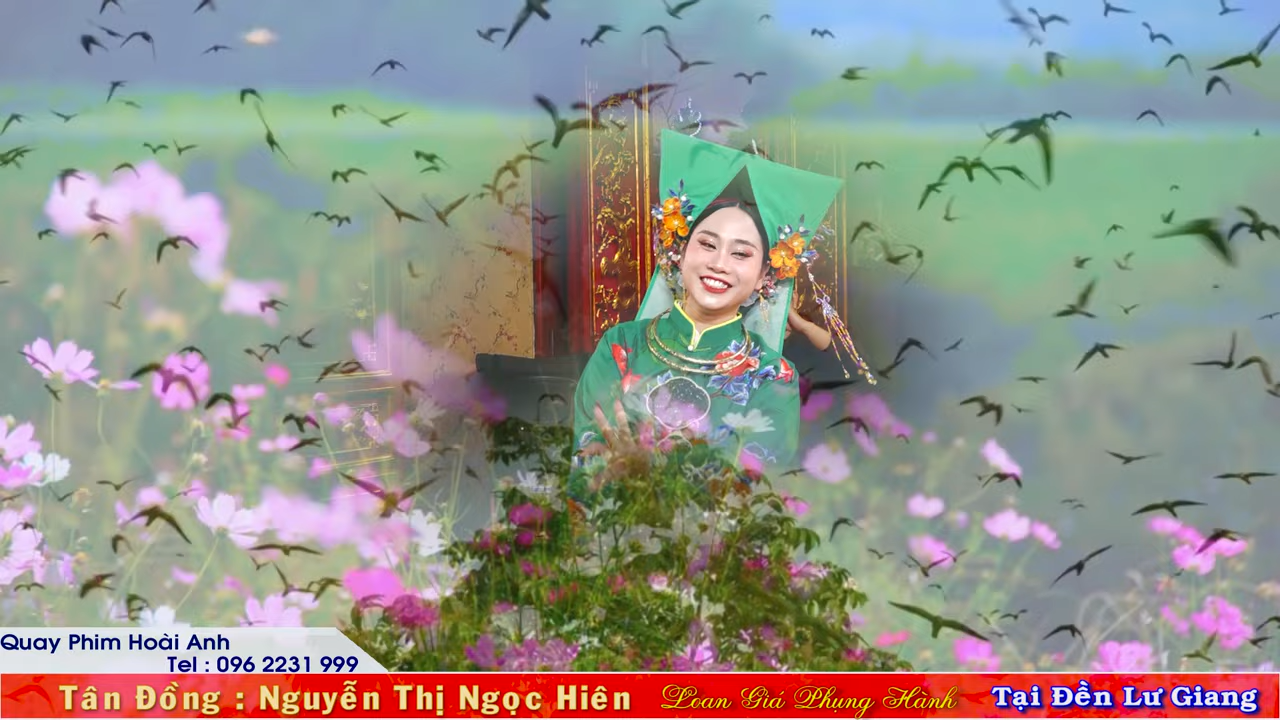 Quay Phim Hoài Anh
Tel : 096 2231 999
Tân Đồng : Nguyễn Thị Ngọc Hiên Loan Giá Phụng Hành Tại Đền Lư Giang